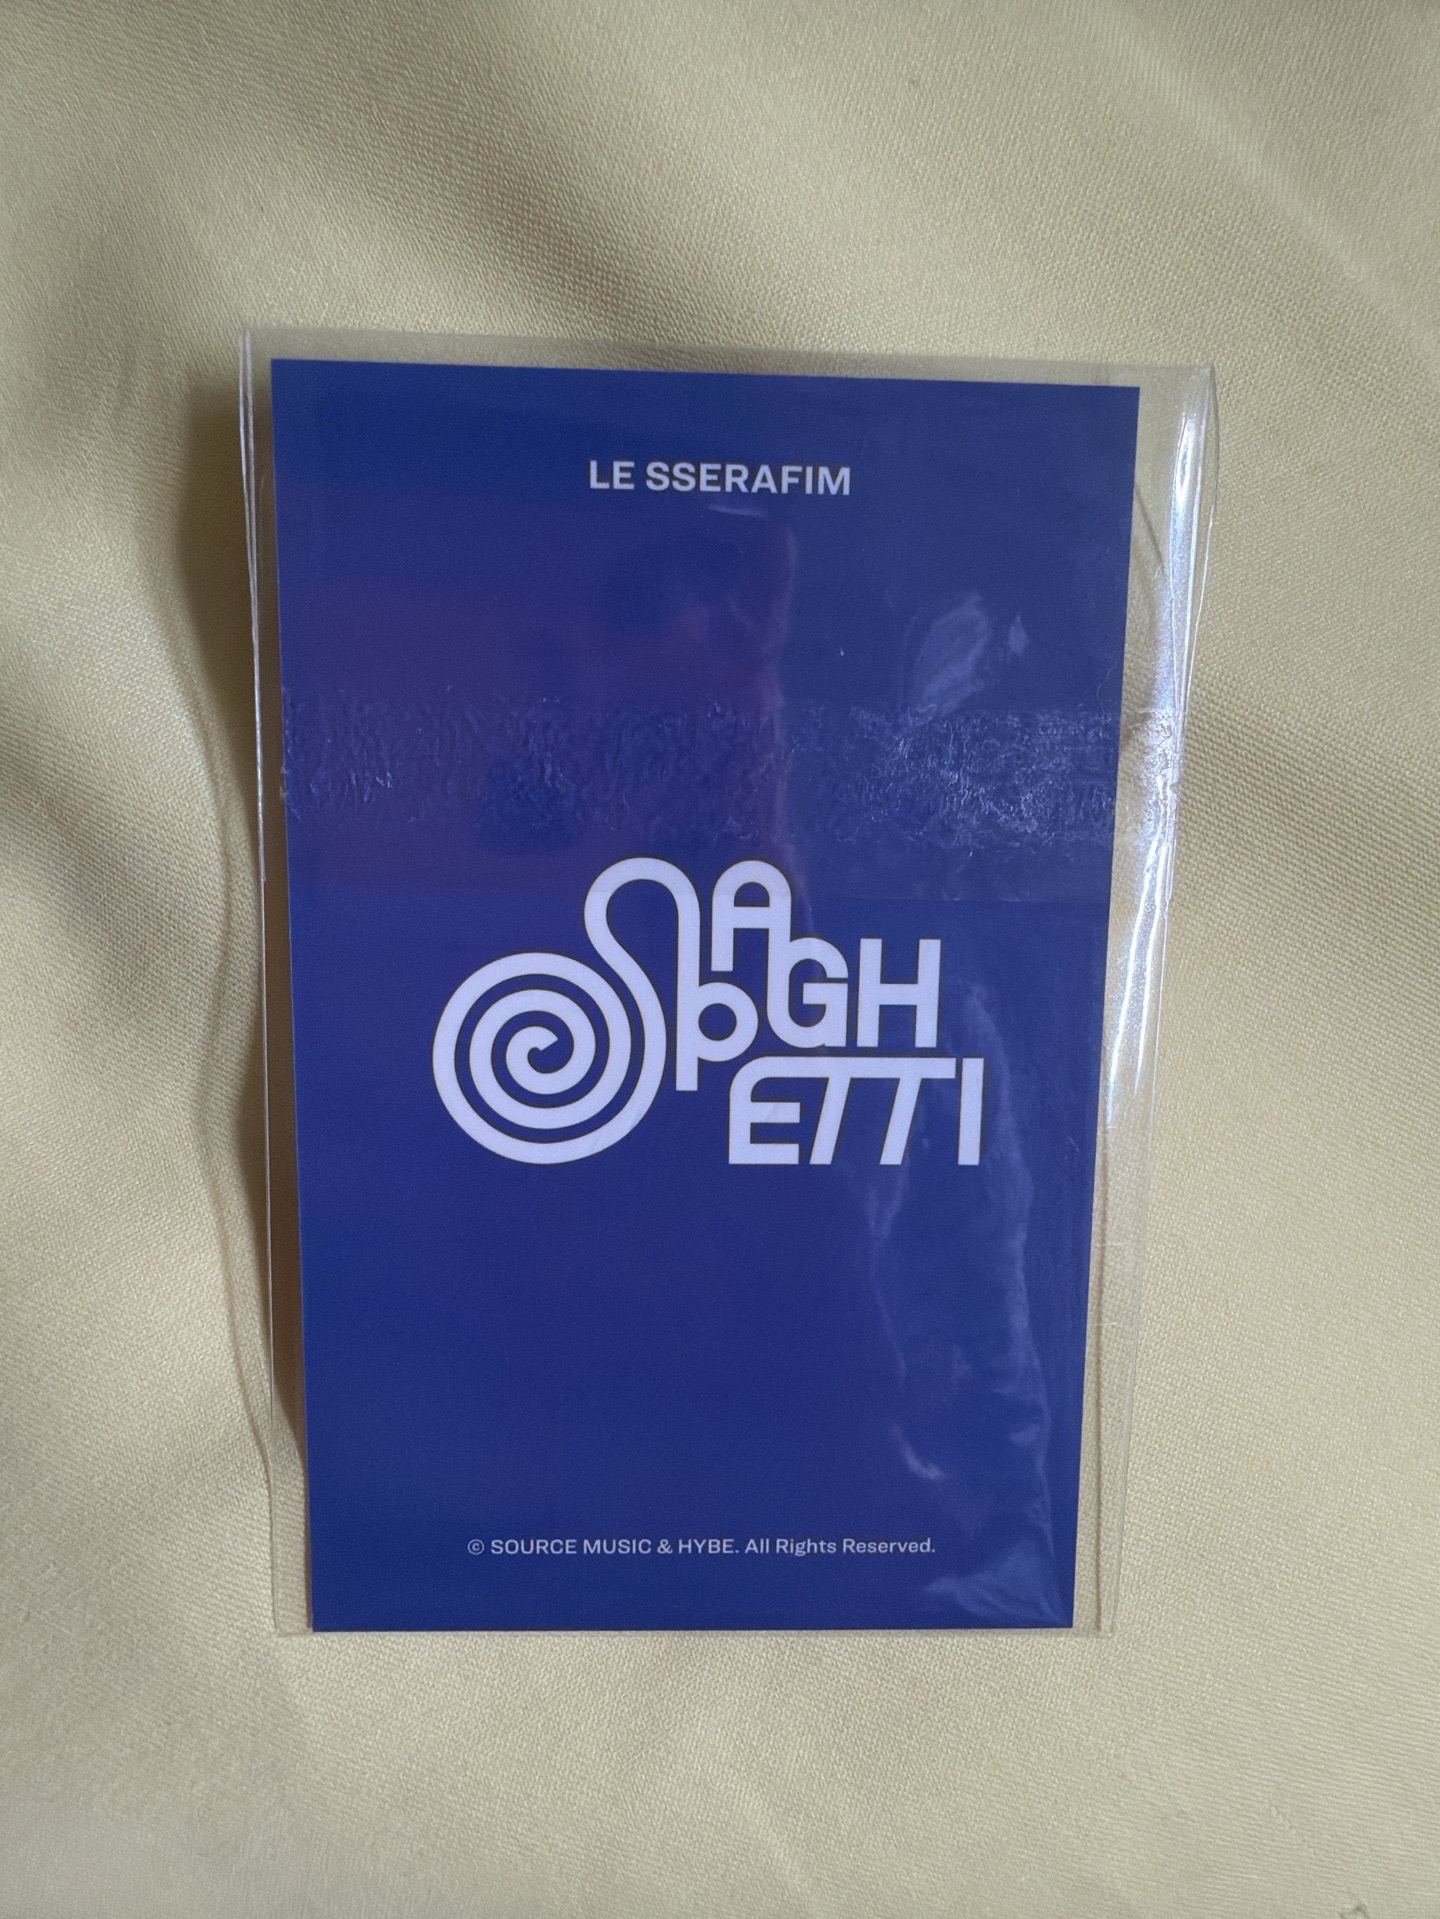 LE SSERAFIM
SPAGHETTI
© SOURCE MUSIC & HYBE. All Rights Reserved.